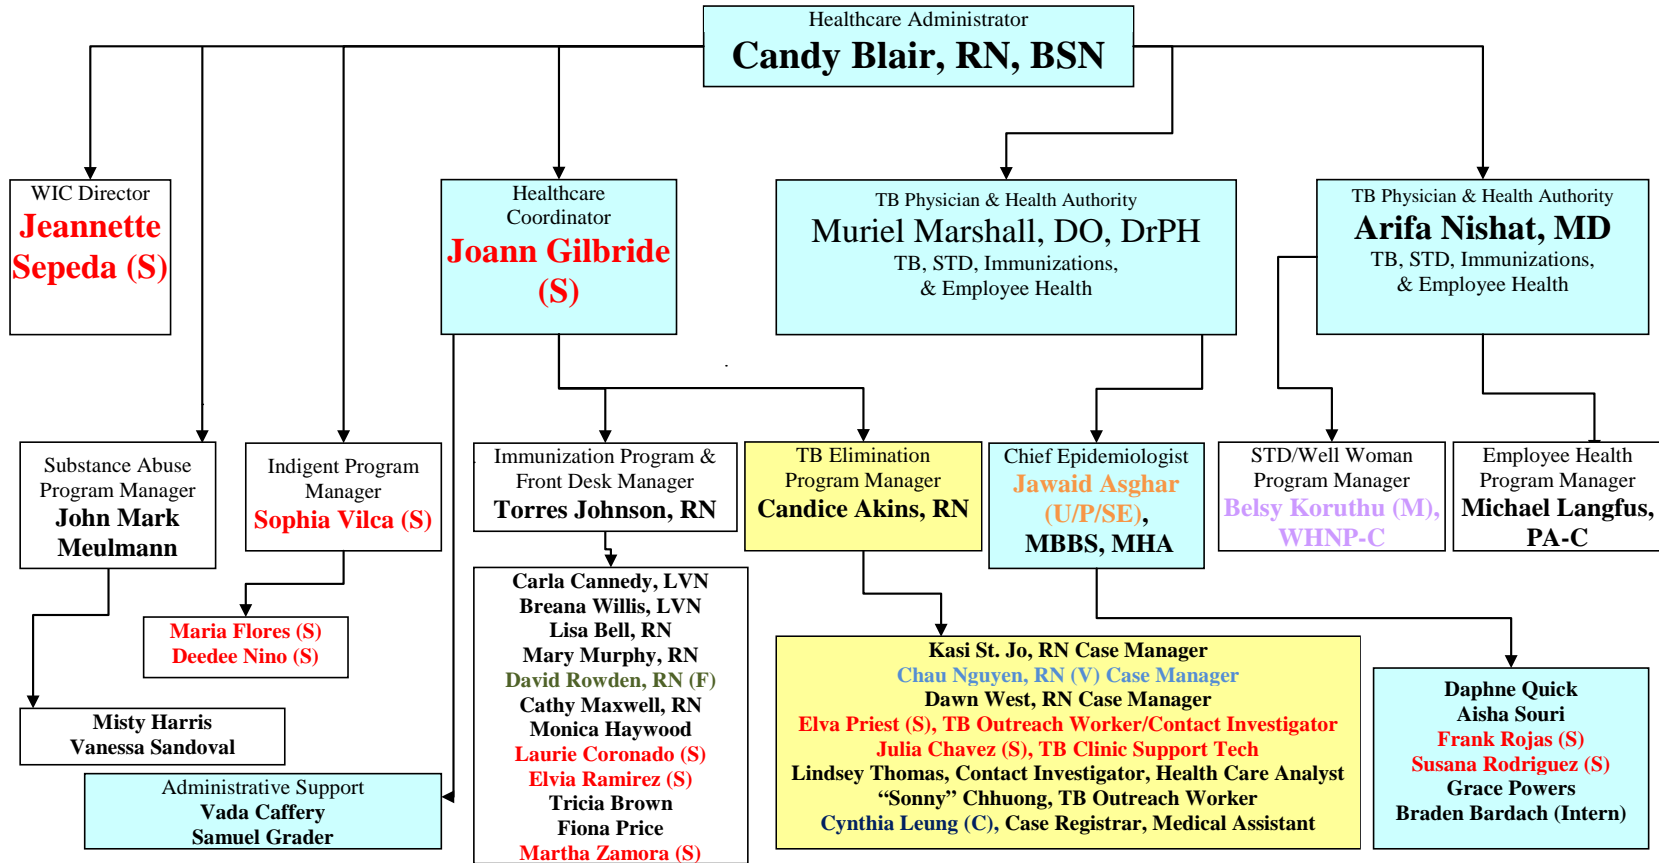 Healthcare Administrator
Candy Blair, RN, BSN
WIC Director
Jeannette
Sepeda (S)
Healthcare
Coordinator
Joann Gilbride
(S)
TB Physician & Health Authority
Muriel Marshall, DO, DrPH
TB, STD, Immunizations,
& Employee Health
TB Physician & Health Authority
Arifa Nishat, MD
TB, STD, Immunizations,
& Employee Health
Substance Abuse
Program Manager
John Mark
Meulmann
Indigent Program
Manager
Sophia Vilca (S)
Immunization Program &
Front Desk Manager
Torres Johnson, RN
TB Elimination
Program Manager
Candice Akins, RN
Chief Epidemiologist
Jawaid Asghar
(U/P/SE),
MBBS, MHA
STD/Well Woman
Program Manager
Belsy Koruthu (M),
WHNP-C
Employee Health
Program Manager
Michael Langfus,
PA-C
Maria Flores (S)
Deedee Nino (S)
Misty Harris
Vanessa Sandoval
Administrative Support
Vada Caffery
Samuel Grader
Carla Cannedy, LVN
Breana Willis, LVN
Lisa Bell, RN
Mary Murphy, RN
David Rowden, RN (F)
Cathy Maxwell, RN
Monica Haywood
Laurie Coronado (S)
Elvia Ramirez (S)
Tricia Brown
Fiona Price
Martha Zamora (S)
Kasi St. Jo, RN Case Manager
Chau Nguyen, RN (V) Case Manager
Dawn West, RN Case Manager
Elva Priest (S), TB Outreach Worker/Contact Investigator
Julia Chavez (S), TB Clinic Support Tech
Lindsey Thomas, Contact Investigator, Health Care Analyst
“Sonny” Chhuong, TB Outreach Worker
Cynthia Leung (C), Case Registrar, Medical Assistant
Daphne Quick
Aisha Souri
Frank Rojas (S)
Susana Rodriguez (S)
Grace Powers
Braden Bardach (Intern)